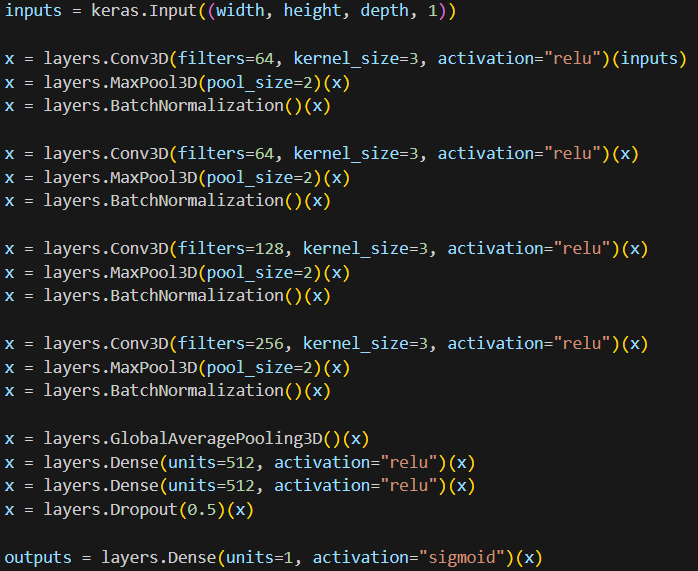 inputs = keras.Input((width, height, depth, 1))
x = layers.Conv3D(filters=64, kernel_size=3, activation="relu")(inputs)
x = layers.MaxPool3D(pool_size=2)(x)
x = layers.BatchNormalization()(x)
x = layers.Conv3D(filters=64, kernel_size=3, activation="relu")(x)
x = layers.MaxPool3D(pool_size=2)(x)
x = layers.BatchNormalization()(x)
x = layers.Conv3D(filters=128, kernel_size=3, activation="relu")(x)
x = layers.MaxPool3D(pool_size=2)(x)
x = layers.BatchNormalization()(x)
x = layers.Conv3D(filters=256, kernel_size=3, activation="relu")(x)
x = layers.MaxPool3D(pool_size=2)(x)
x = layers.BatchNormalization()(x)
x = layers.GlobalAveragePooling3D()(x)
x = layers.Dense(units=512, activation="relu")(x)
x = layers.Dense(units=512, activation="relu")(x)
x = layers.Dropout(0.5)(x)
outputs = layers.Dense(units=1, activation="sigmoid")(x)